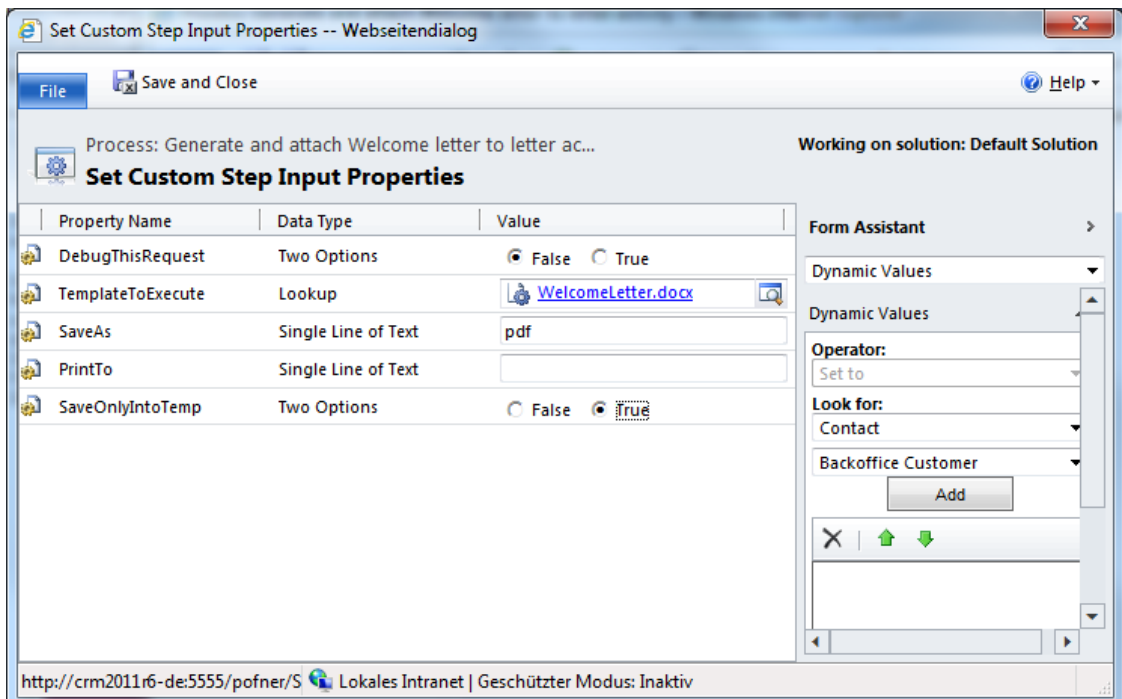 Set Custom Step Input Properties -- Webseitendialog
x
File
Save and Close
Help
Process: Generate and attach Welcome letter to letter ac...
Working on solution: Default Solution
Set Custom Step Input Properties
Property Name Data Type Value
Form Assistant >
DebugThisRequest Two Options False True
Dynamic Values
TemplateToExecute Lookup WelcomeLetter.docx
Dynamic Values
SaveAs Single Line of Text pdf
Operator:
Set to
PrintTo Single Line of Text
SaveOnlyIntoTemp Two Options False True
Look for:
Contact
Backoffice Customer
Add
http://crm2011r6-de:5555/pofner/S Lokales Intranet | Geschützter Modus: Inaktiv